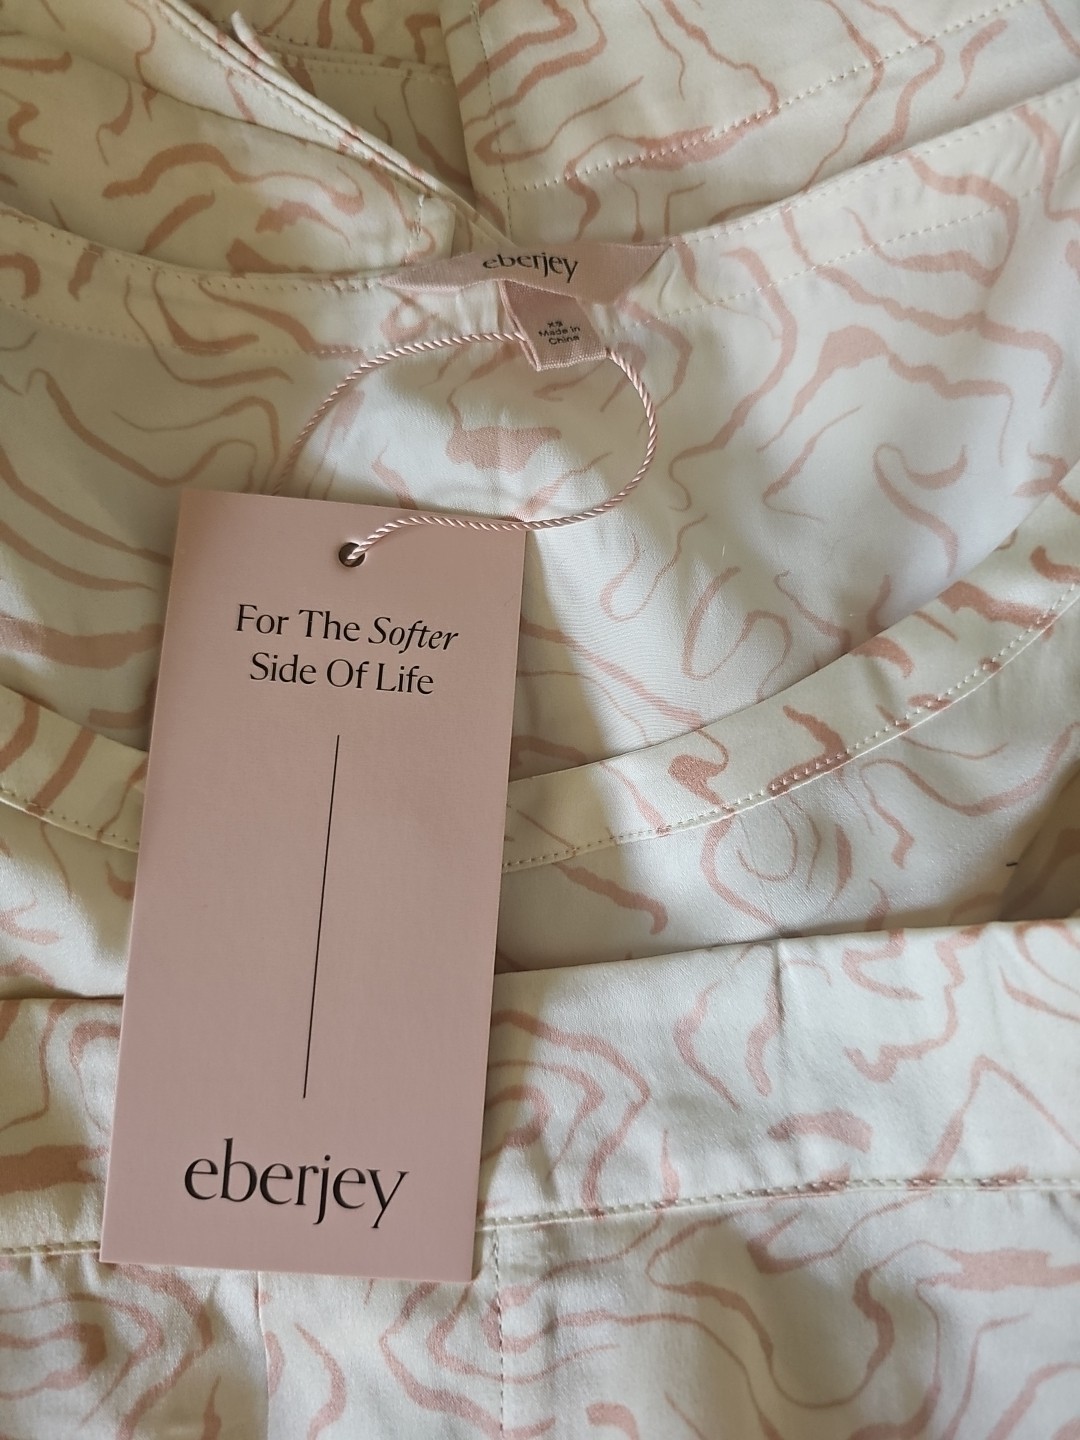 eberjey
XS
Made in
China
For The Softer
Side Of Life
eberjey